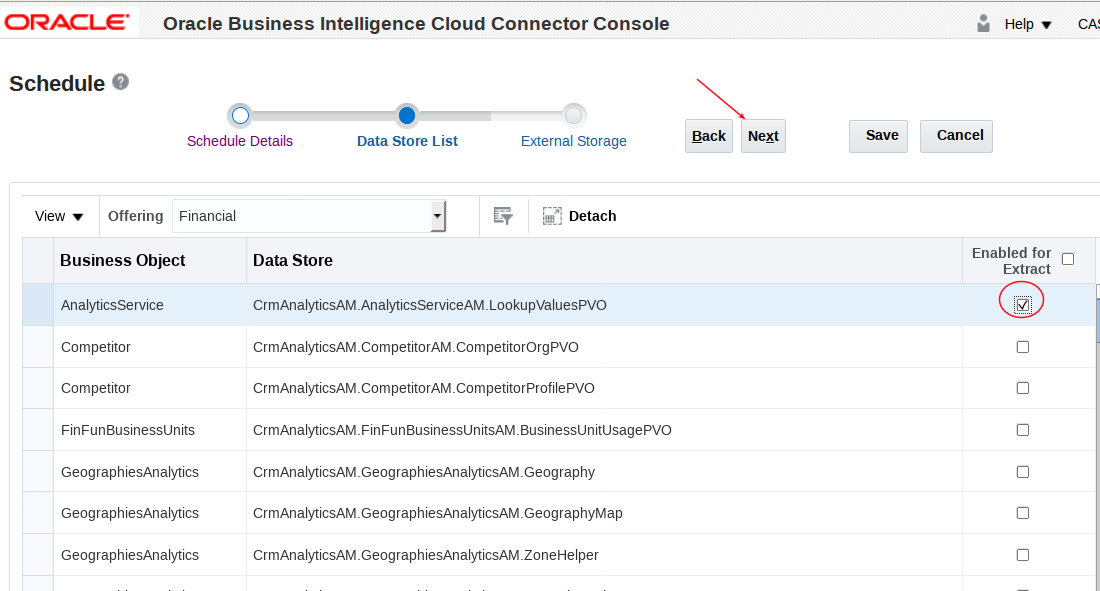 ORACLE
Oracle Business Intelligence Cloud Connector Console
Help
CAS
Schedule ?
Schedule Details
Data Store List
External Storage
Back
Next
Save
Cancel
View
Offering
Financial
Detach
Business Object
Data Store
Enabled for
Extract
AnalyticsService CrmAnalyticsAM.AnalyticsServiceAM.LookupValuesPVO
Competitor CrmAnalyticsAM.CompetitorAM.CompetitorOrgPVO
Competitor CrmAnalyticsAM.CompetitorAM.CompetitorProfilePVO
FinFunBusinessUnits CrmAnalyticsAM.FinFunBusinessUnitsAM.BusinessUnitUsagePVO
GeographiesAnalytics CrmAnalyticsAM.GeographiesAnalyticsAM.Geography
GeographiesAnalytics CrmAnalyticsAM.GeographiesAnalyticsAM.GeographyMap
GeographiesAnalytics CrmAnalyticsAM.GeographiesAnalyticsAM.ZoneHelper